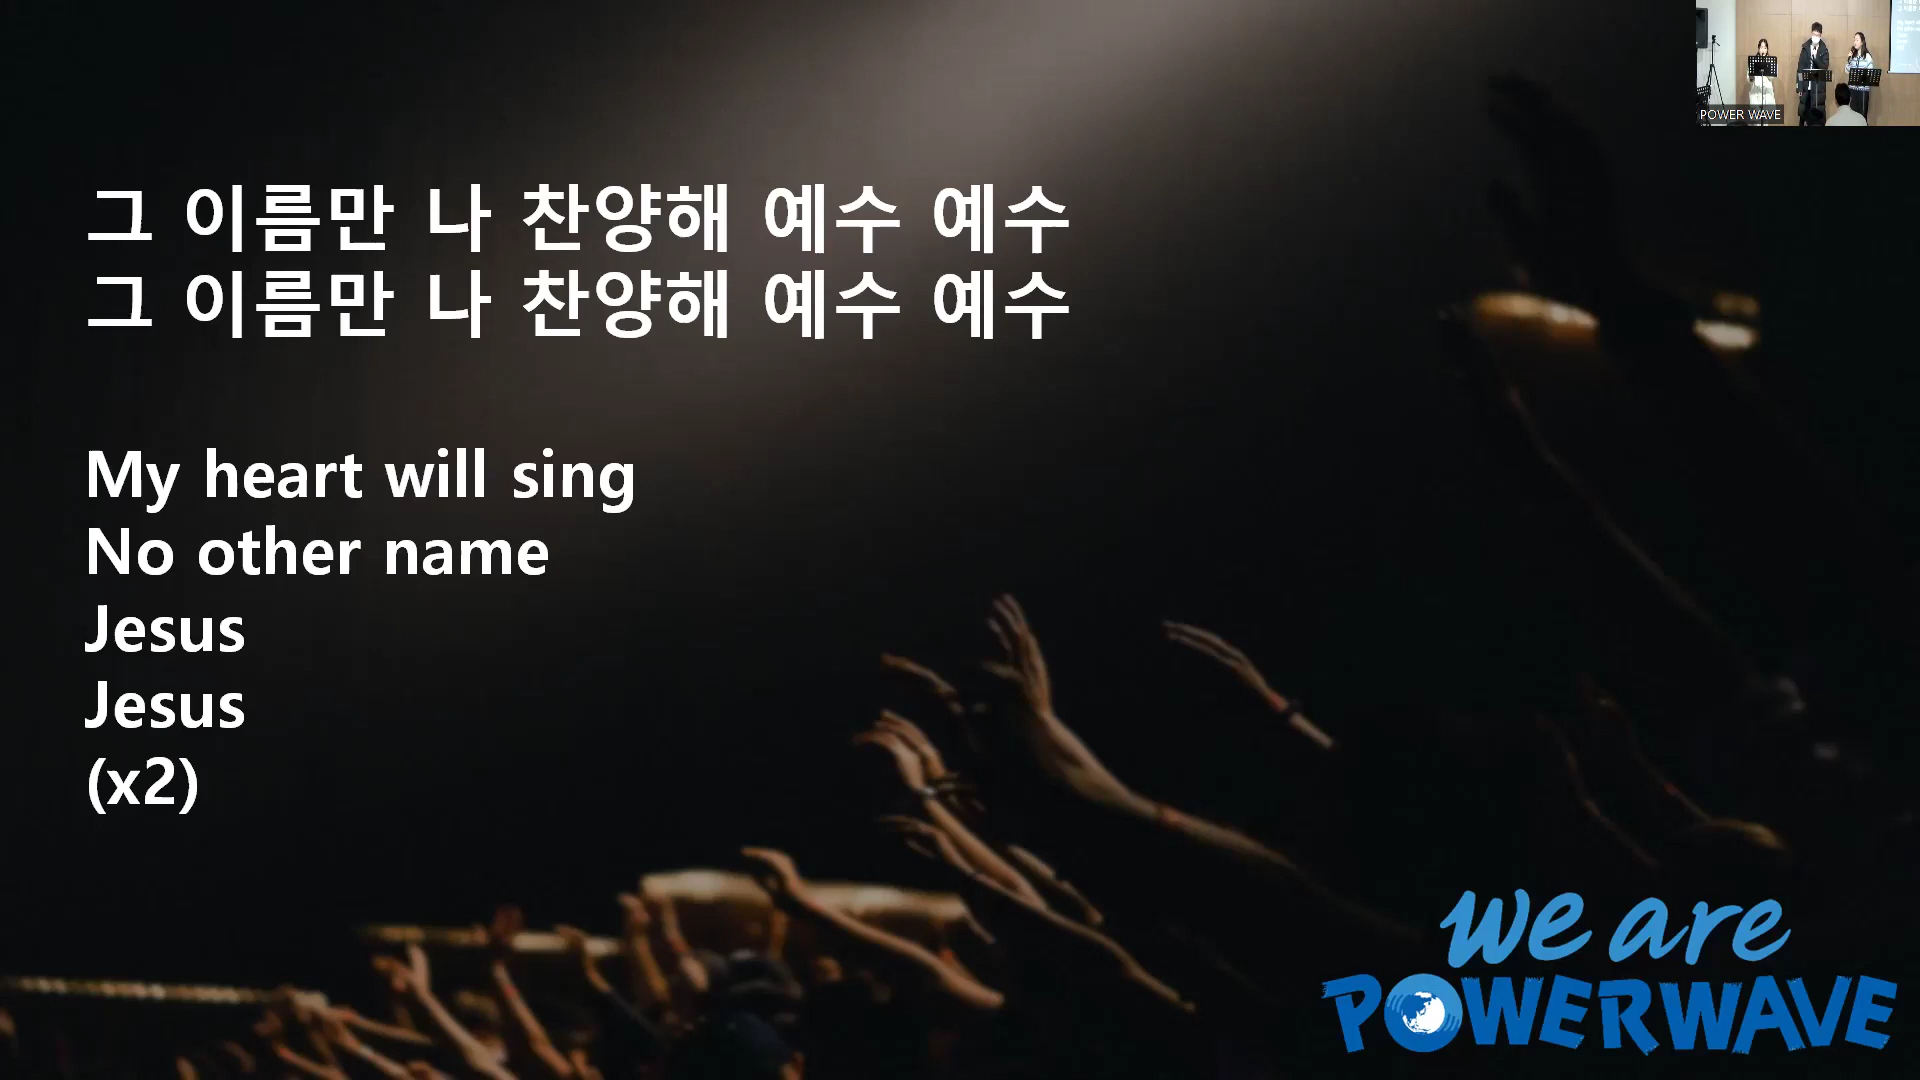 그 이름만 나 찬양해 예수 예수
그 이름만 나 찬양해 예수 예수
My heart will sing
No other name
Jesus
Jesus
(x2)
POWER WAVE
we are
POWERWAVE